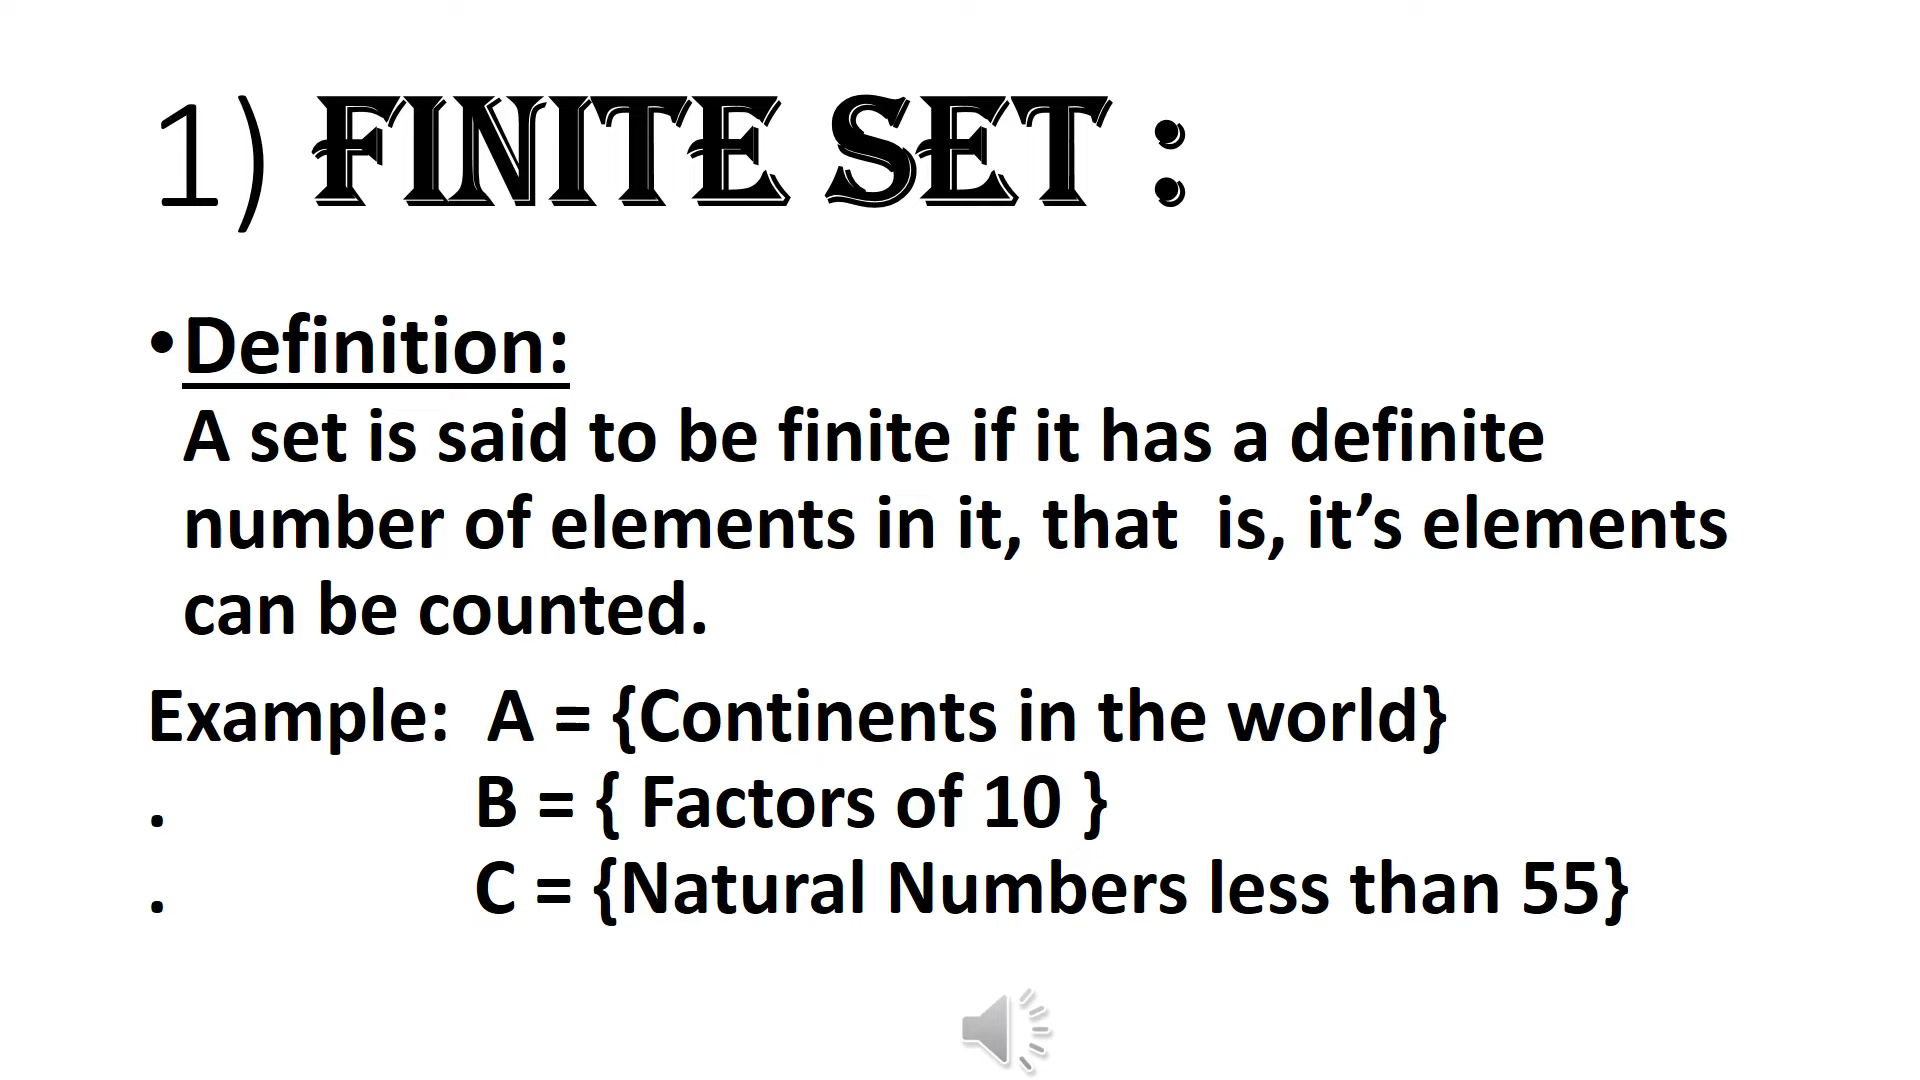 1) FINITE SET :
•Definition:
A set is said to be finite if it has a definite
number of elements in it, that  is, it’s elements
can be counted.
Example:  A = {Continents in the world}
. B = { Factors of 10 }
. C = {Natural Numbers less than 55}